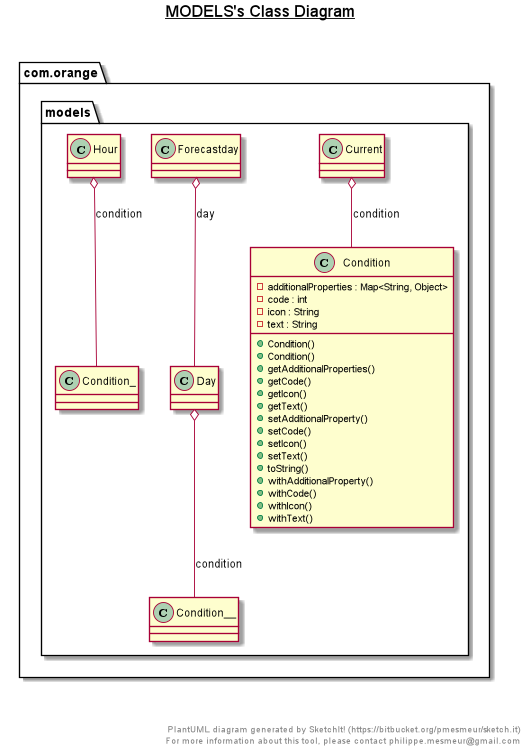 MODELS's Class Diagram
com.orange
models
C Hour
C Forecastday
C Current
condition
day
condition
C Condition
additionalProperties : Map<String, Object>
code : int
icon : String
text : String
Condition()
Condition()
getAdditionalProperties()
getCode()
getIcon()
getText()
setAdditionalProperty()
setCode()
setIcon()
setText()
toString()
withAdditionalProperty()
withCode()
withIcon()
withText()
C Condition_
C Day
condition
C Condition__
PlantUML diagram generated by SketchIt! (https://bitbucket.org/pmesmeur/sketch.it)
For more information about this tool, please contact philippe.mesmeur@gmail.com